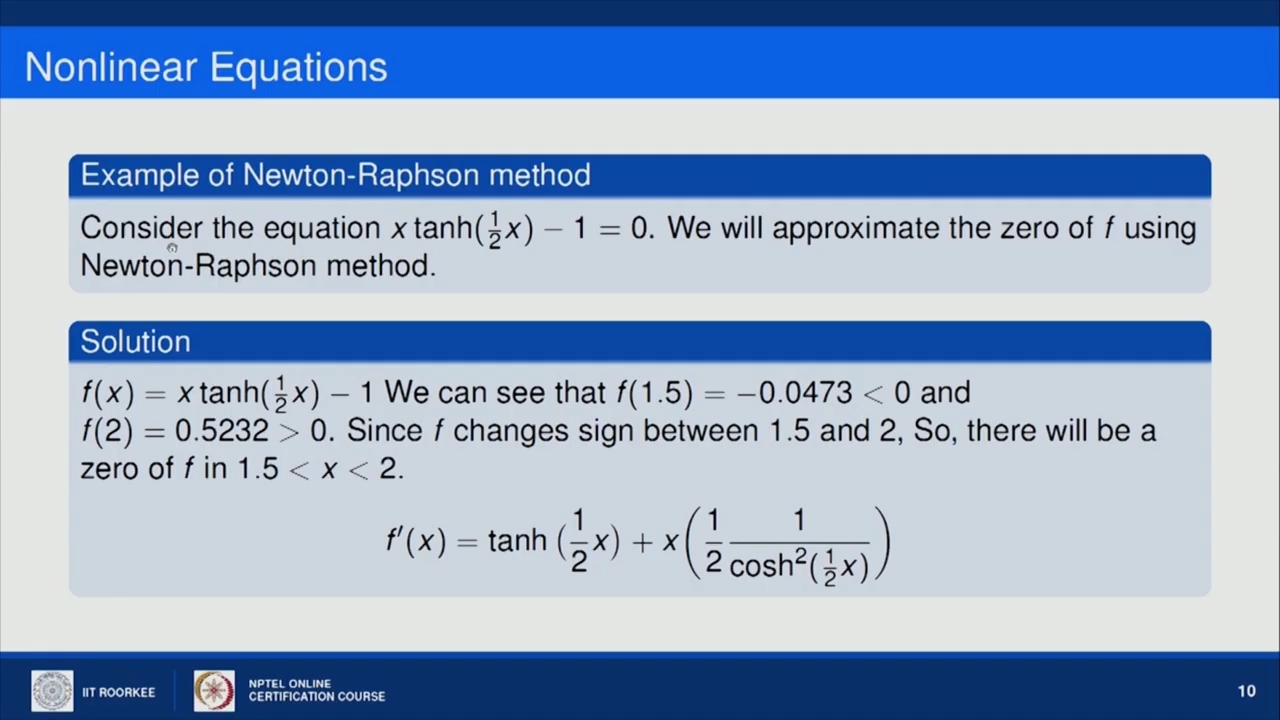 Nonlinear Equations
Example of Newton-Raphson method
Consider the equation x tanh(½x) − 1 = 0. We will approximate the zero of f using
Newton-Raphson method.
Solution
f(x) = x tanh(½x) − 1 We can see that f(1.5) = −0.0473 < 0 and
f(2) = 0.5232 > 0. Since f changes sign between 1.5 and 2, So, there will be a
zero of f in 1.5 < x < 2.
f′(x) = tanh (½x) + x(½ 1/cosh²(½x))
IIT ROORKEE
NPTEL ONLINE
CERTIFICATION COURSE
10